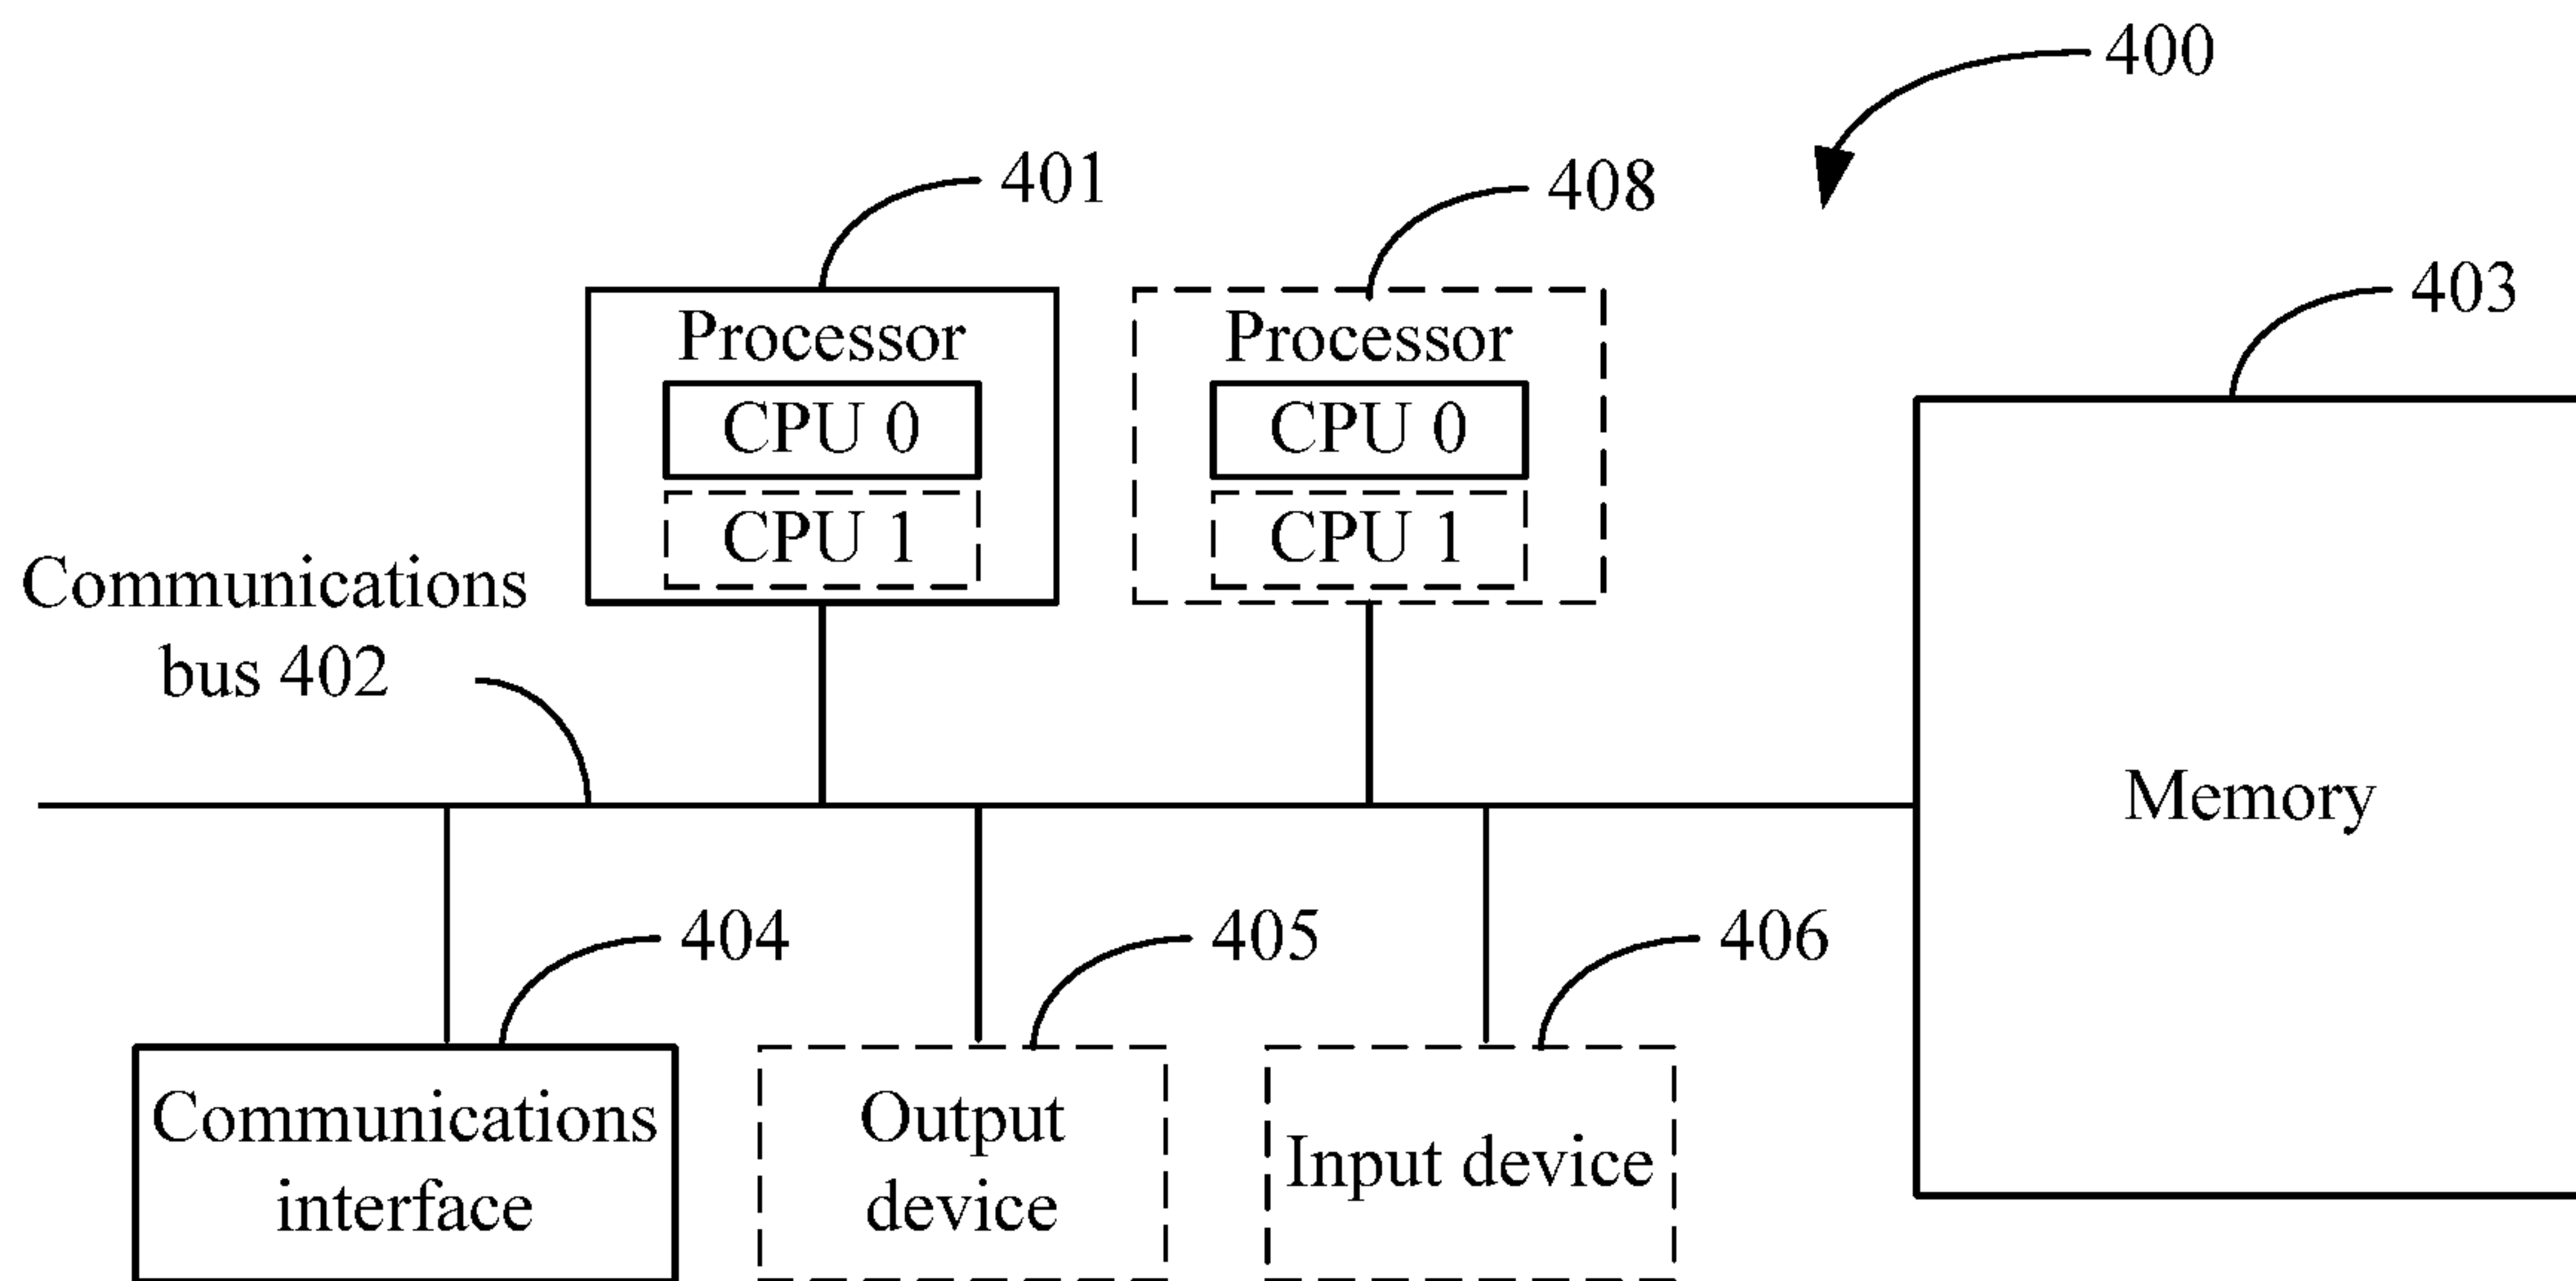 400
401
408
403
Processor
CPU 0
CPU 1
Processor
CPU 0
CPU 1
Communications
bus 402
Memory
404
405
406
Communications
interface
Output
device
Input device